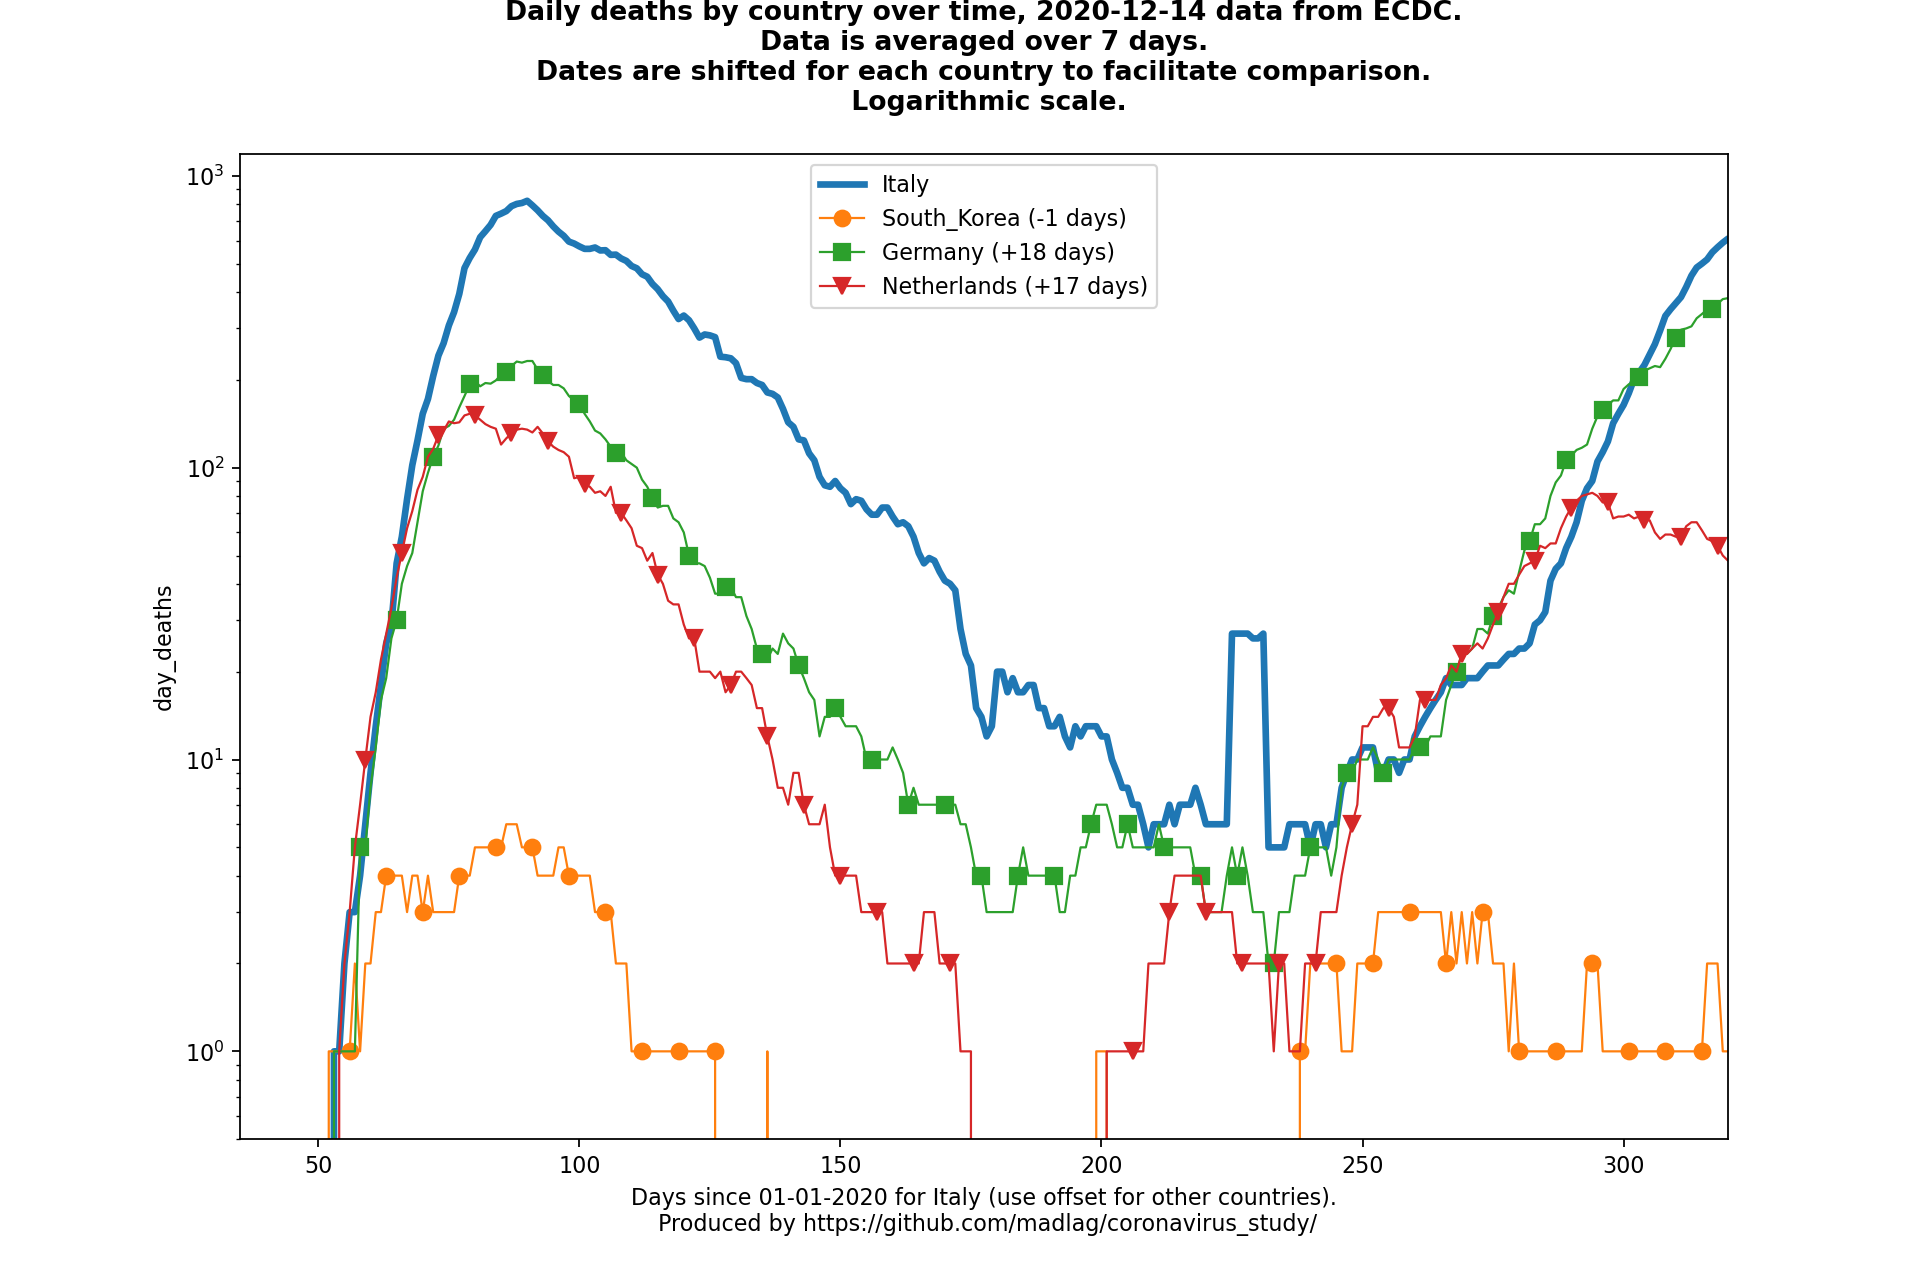 Daily deaths by country over time, 2020-12-14 data from ECDC.
Data is averaged over 7 days.
Dates are shifted for each country to facilitate comparison.
Logarithmic scale.
10³
10²
10¹
10⁰
day_deaths
Italy
South_Korea (-1 days)
Germany (+18 days)
Netherlands (+17 days)
50 100 150 200 250 300
Days since 01-01-2020 for Italy (use offset for other countries).
Produced by https://github.com/madlag/coronavirus_study/